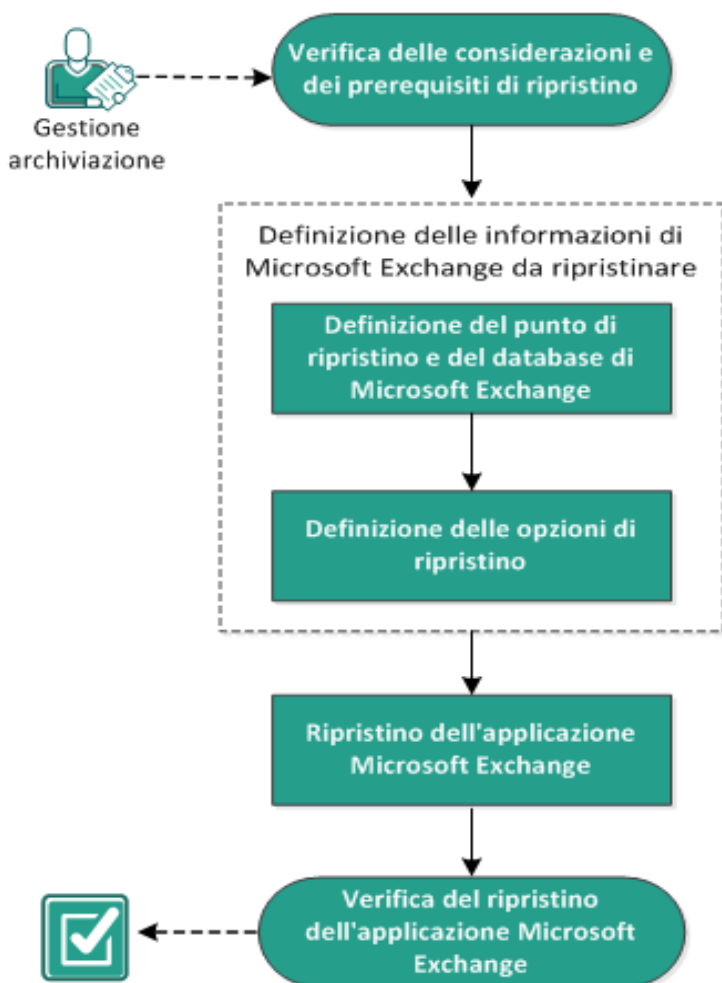 Verifica delle considerazioni e
dei prerequisiti di ripristino
Gestione
archiviazione
Definizione delle informazioni di
Microsoft Exchange da ripristinare
Definizione del punto di
ripristino e del database di
Microsoft Exchange
Definizione delle opzioni di
ripristino
Ripristino dell'applicazione
Microsoft Exchange
Verifica del ripristino
dell'applicazione Microsoft
Exchange